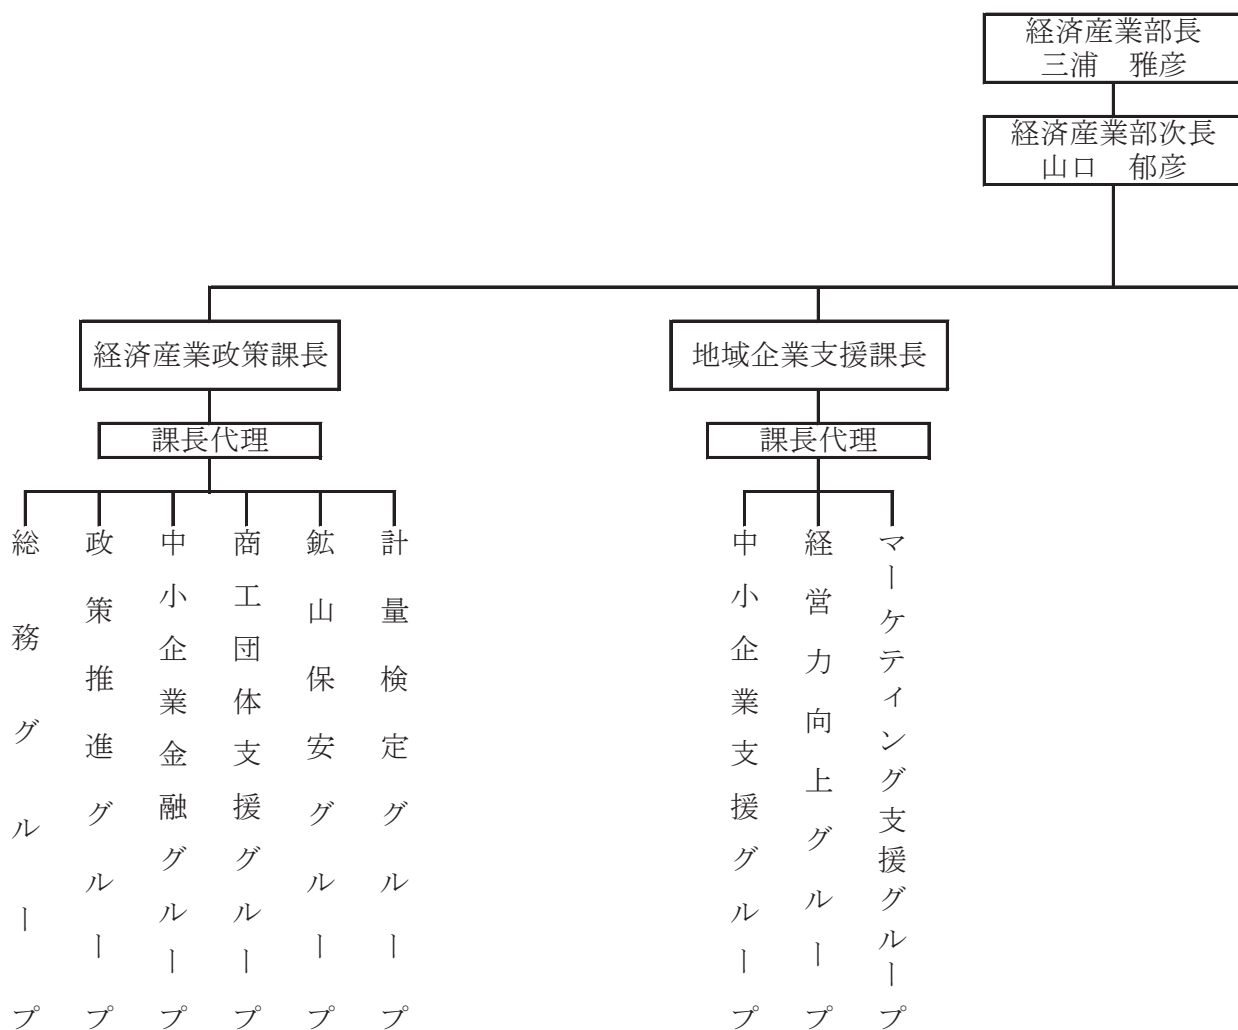 経済産業部長
三浦　雅彦
経済産業部次長
山口　郁彦
経済産業政策課長
地域企業支援課長
課長代理
課長代理
総務グループ
政策推進グループ
中小企業金融グループ
商工団体支援グループ
鉱山保安グループ
計量検定グループ
中小企業支援グループ
経営力向上グループ
マーケティング支援グループ